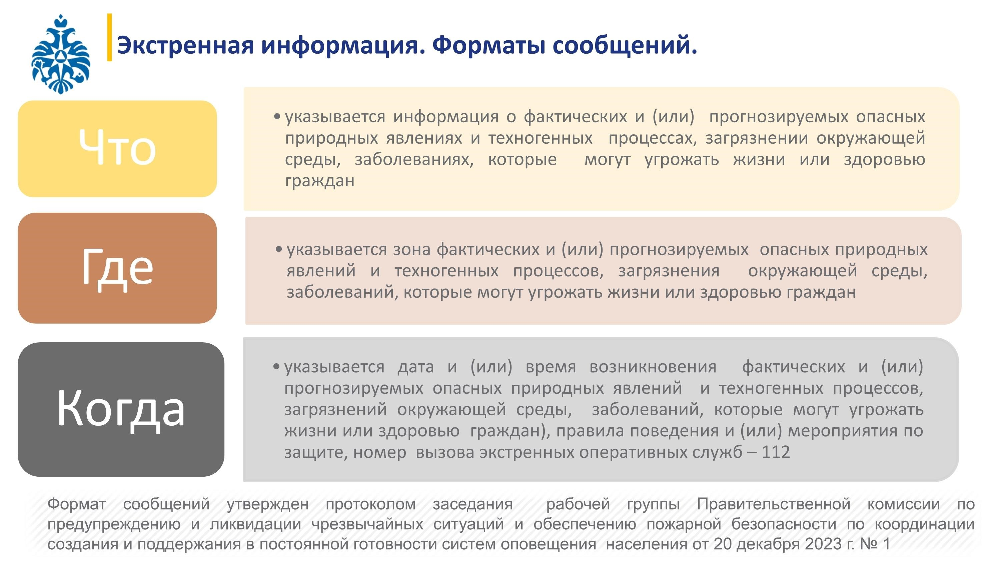 Экстренная информация. Форматы сообщений.
Что
• указывается информация о фактических и (или) прогнозируемых опасных
природных явлениях и техногенных процессах, загрязнении окружающей
среды, заболеваниях, которые могут угрожать жизни или здоровью
граждан
Где
• указывается зона фактических и (или) прогнозируемых опасных природных
явлений и техногенных процессов, загрязнения окружающей среды,
заболеваний, которые могут угрожать жизни или здоровью граждан
Когда
• указывается дата и (или) время возникновения фактических и (или)
прогнозируемых опасных природных явлений и техногенных процессов,
загрязнений окружающей среды, заболеваний, которые могут угрожать
жизни или здоровью граждан), правила поведения и (или) мероприятия по
защите, номер вызова экстренных оперативных служб – 112
Формат сообщений утвержден протоколом заседания рабочей группы Правительственной комиссии по
предупреждению и ликвидации чрезвычайных ситуаций и обеспечению пожарной безопасности по координации
создания и поддержания в постоянной готовности систем оповещения населения от 20 декабря 2023 г. № 1